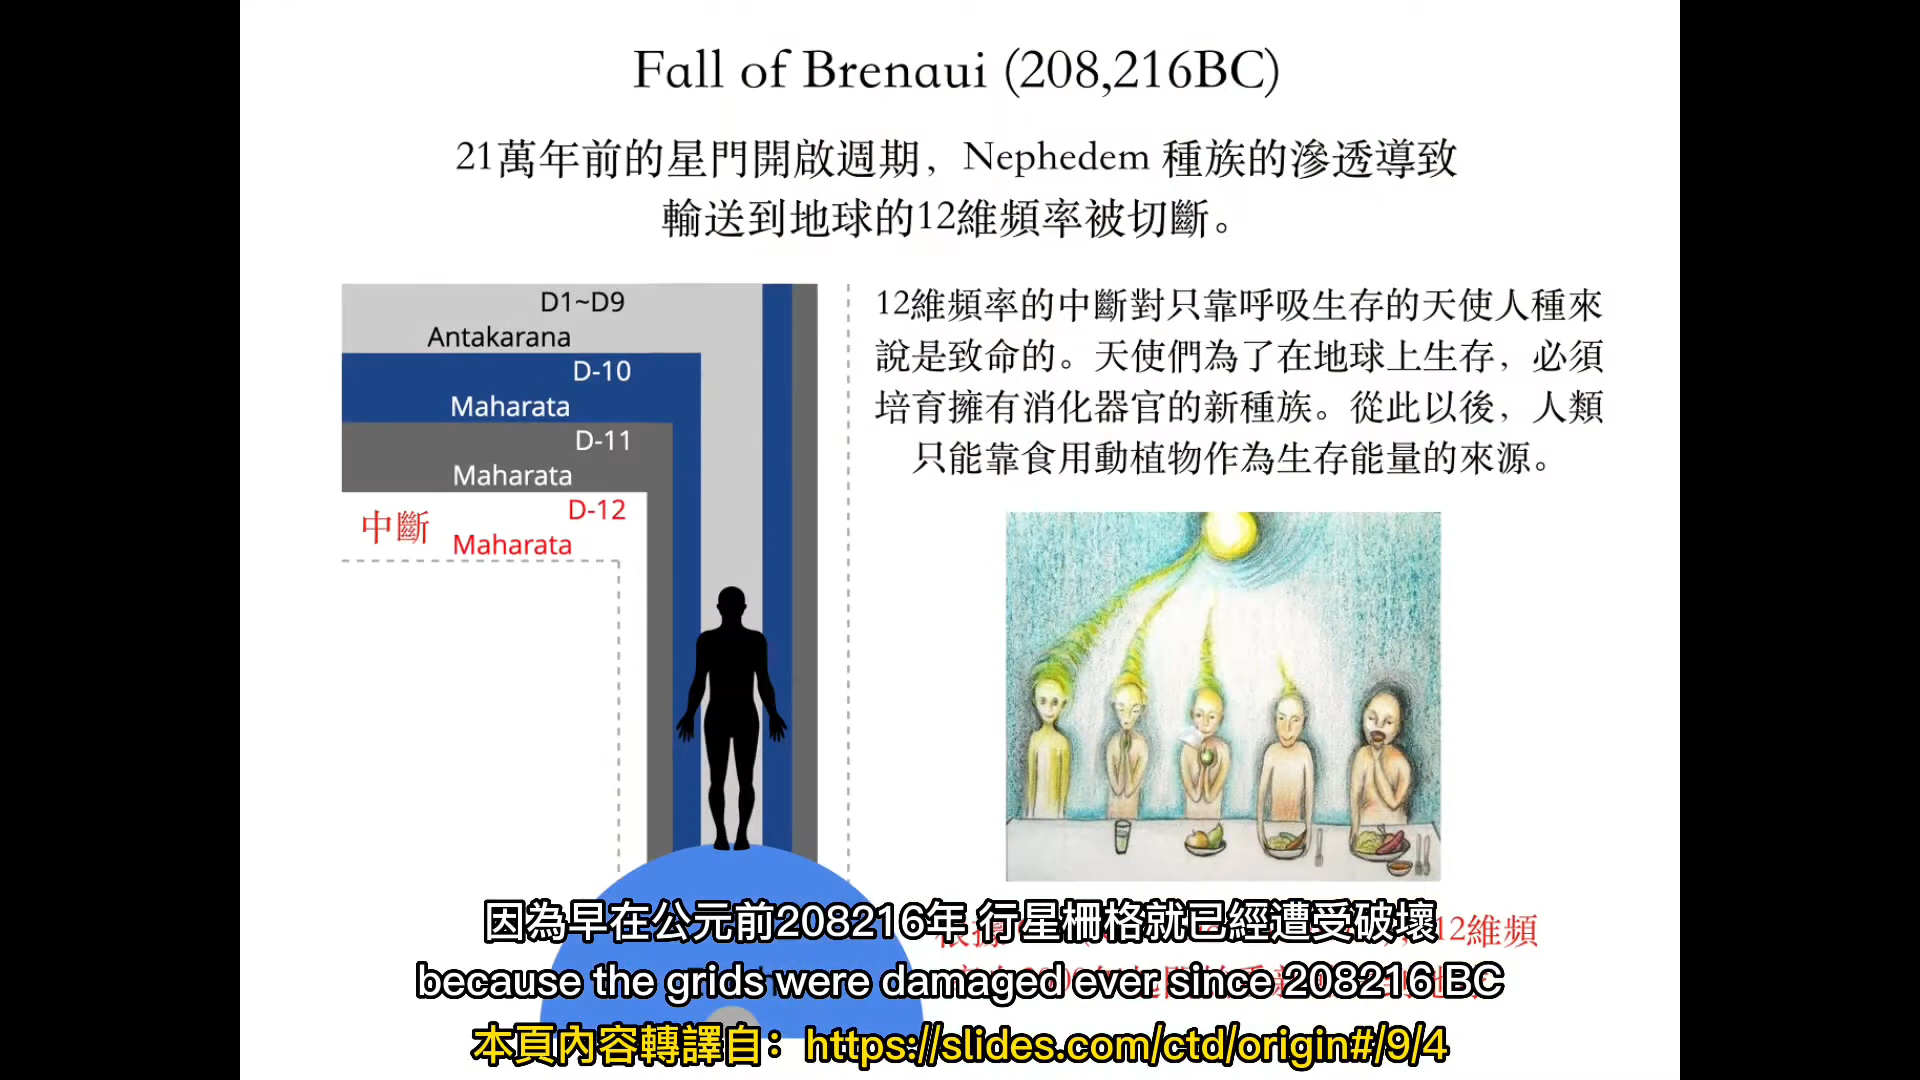 Fall of Brenaui (208,216BC)
21萬年前的星門開啟週期，Nephedem 種族的滲透導致
輸送到地球的12維頻率被切斷。
D1~D9
Antakarana
D-10
Maharata
D-11
Maharata
D-12
中斷 Maharata
12維頻率的中斷對只靠呼吸生存的天使人種來
說是致命的。天使們為了在地球上生存，必須
培育擁有消化器官的新種族。從此以後，人類
只能靠食用動植物作為生存能量的來源。
12維頻
因為早在公元前208216年 行星柵格就已經遭受破壞
because the grids were damaged ever since 208216 BC
本頁內容轉譯自：https://slides.com/ctd/origin#/9/4